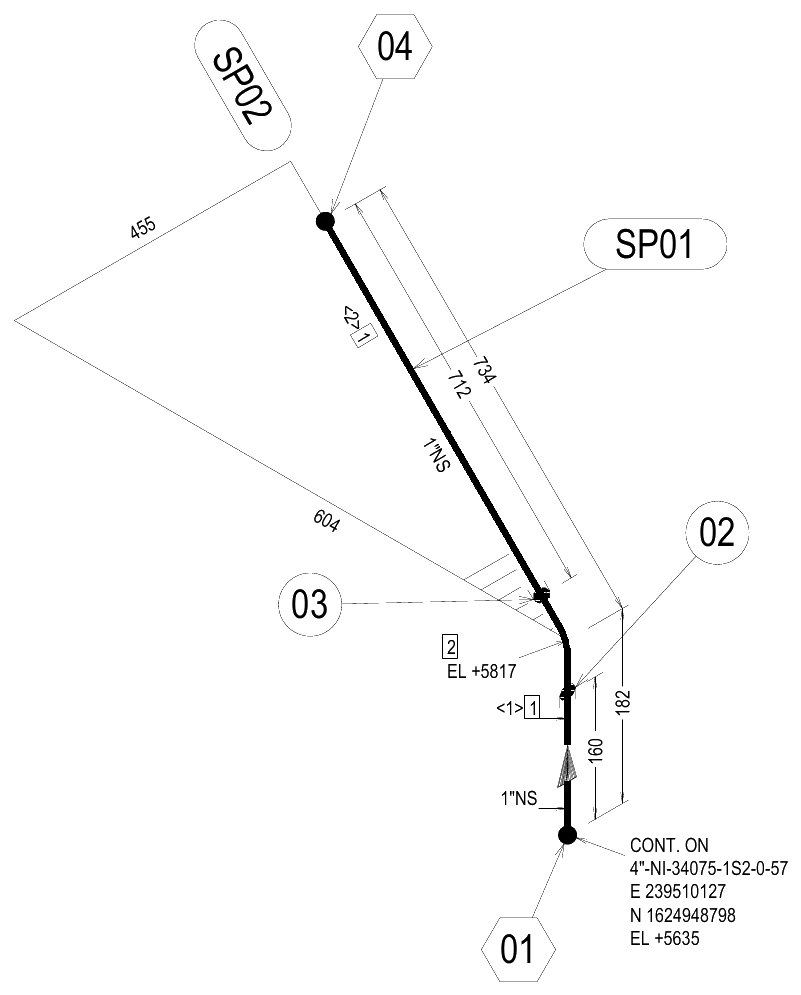 04
SP02
455
SP01
<2> 1
734
712
1"NS
604
02
03
2
EL +5817
<1> 1
182
160
1"NS
CONT. ON
4"-NI-34075-1S2-0-57
E 239510127
N 1624948798
EL +5635
01